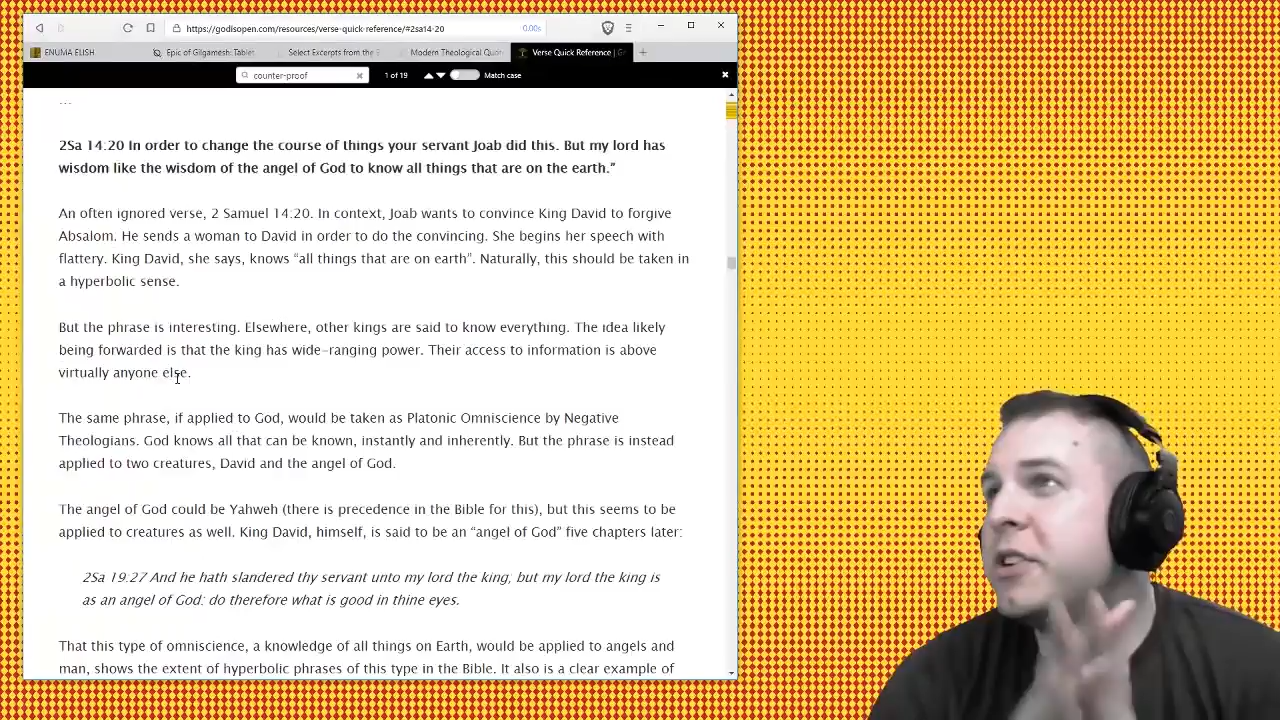 https://godisopen.com/resources/verse-quick-reference/#2sa14-20
0.00s
ENUMA ELISH
Epic of Gilgamesh: Tablet
Select Excerpts from the
Modern Theological Quo
Verse Quick Reference |
counter-proof
1 of 19
Match case
...
2Sa 14:20 In order to change the course of things your servant Joab did this. But my lord has
wisdom like the wisdom of the angel of God to know all things that are on the earth.”
An often ignored verse, 2 Samuel 14:20. In context, Joab wants to convince King David to forgive
Absalom. He sends a woman to David in order to do the convincing. She begins her speech with
flattery. King David, she says, knows “all things that are on earth”. Naturally, this should be taken in
a hyperbolic sense.
But the phrase is interesting. Elsewhere, other kings are said to know everything. The idea likely
being forwarded is that the king has wide-ranging power. Their access to information is above
virtually anyone else.
The same phrase, if applied to God, would be taken as Platonic Omniscience by Negative
Theologians. God knows all that can be known, instantly and inherently. But the phrase is instead
applied to two creatures, David and the angel of God.
The angel of God could be Yahweh (there is precedence in the Bible for this), but this seems to be
applied to creatures as well. King David, himself, is said to be an “angel of God” five chapters later:
2Sa 19:27 And he hath slandered thy servant unto my lord the king; but my lord the king is
as an angel of God: do therefore what is good in thine eyes.
That this type of omniscience, a knowledge of all things on Earth, would be applied to angels and
man, shows the extent of hyperbolic phrases of this type in the Bible. It also is a clear example of